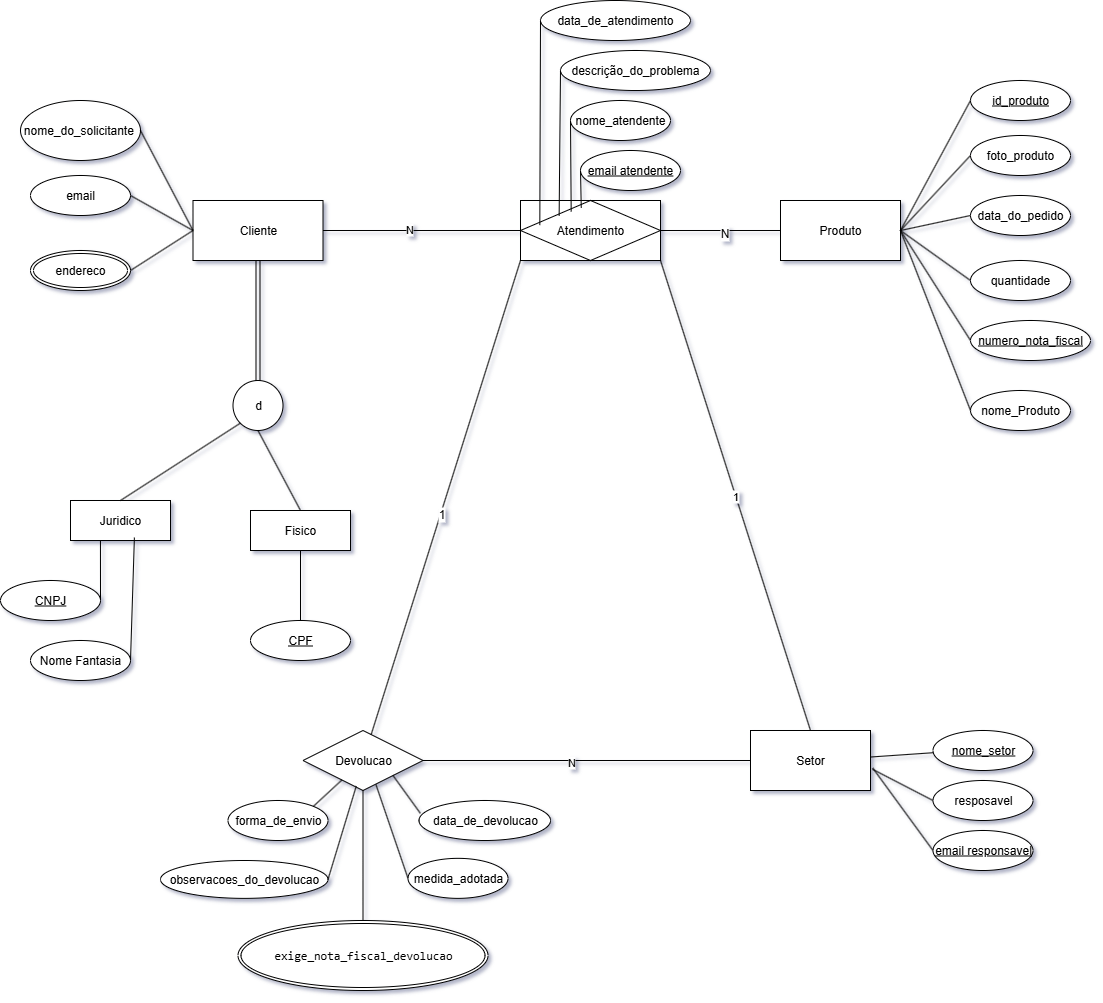 data_de_atendimento
descrição_do_problema
nome_atendente
email atendente
nome_do_solicitante
email
endereco
Cliente
N
Atendimento
N
Produto
id_produto
foto_produto
data_do_pedido
quantidade
numero_nota_fiscal
nome_Produto
d
Juridico
Fisico
CNPJ
Nome Fantasia
CPF
1
1
Devolucao
N
Setor
nome_setor
resposavel
email responsavel
forma_de_envio
data_de_devolucao
observacoes_do_devolucao
medida_adotada
exige_nota_fiscal_devolucao